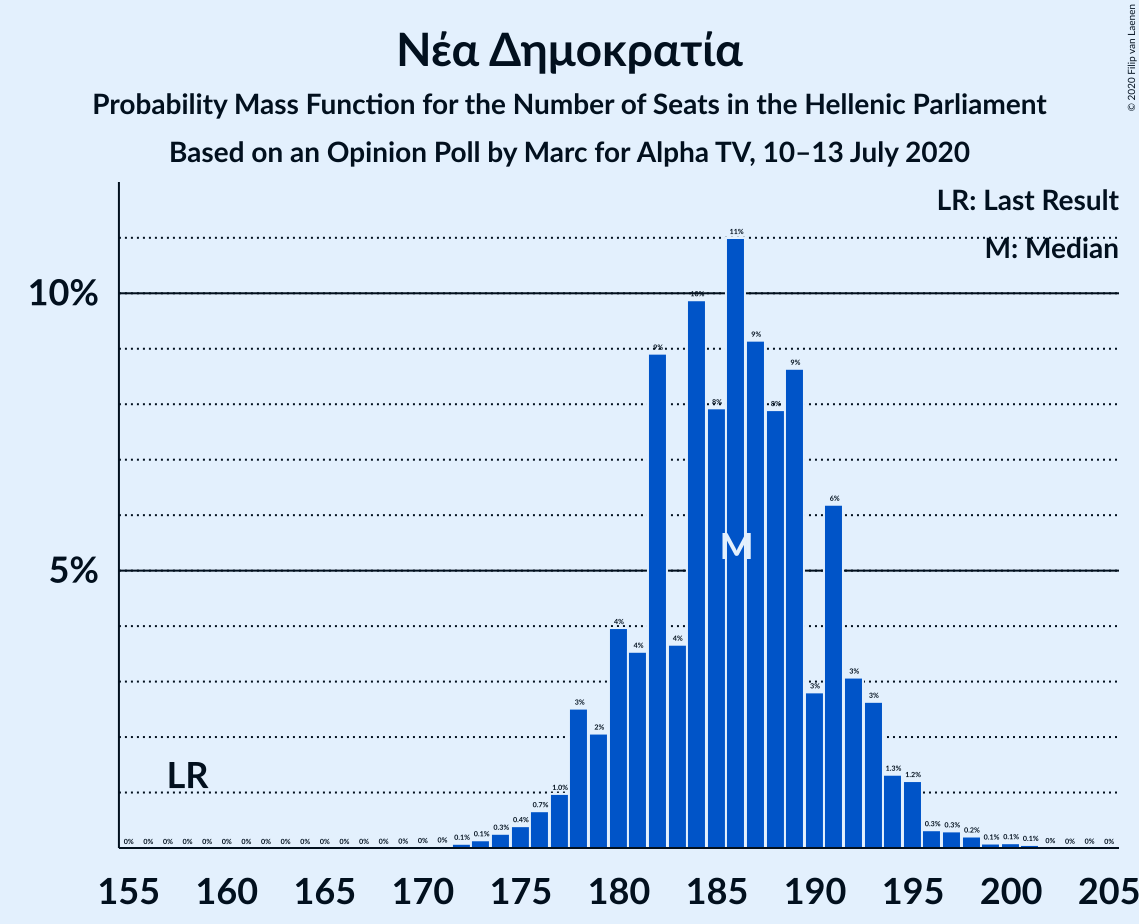 Νέα Δημοκρατία
Probability Mass Function for the Number of Seats in the Hellenic Parliament
Based on an Opinion Poll by Marc for Alpha TV, 10–13 July 2020
© 2020 Filip van Laenen
LR: Last Result
M: Median
10%
5%
LR
M
0% 0% 0% 0% 0% 0% 0% 0% 0% 0% 0% 0% 0% 0% 0% 0% 0% 0.1% 0.1% 0.3% 0.4% 0.7% 1.0% 3% 2% 4% 4% 9% 4% 10% 8% 11% 9% 8% 9% 3% 6% 3% 3% 1.3% 1.2% 0.3% 0.3% 0.2% 0.1% 0.1% 0.1% 0% 0% 0% 0%
155 160 165 170 175 180 185 190 195 200 205